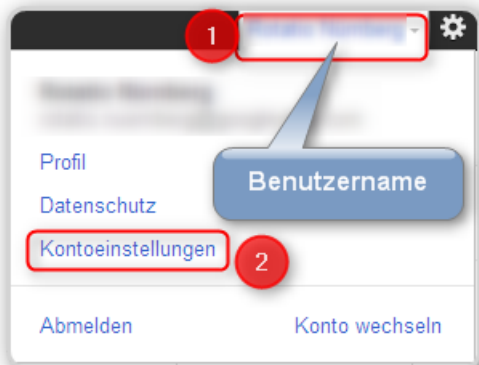 1
Benutzername
Profil
Datenschutz
Kontoeinstellungen
2
Abmelden
Konto wechseln